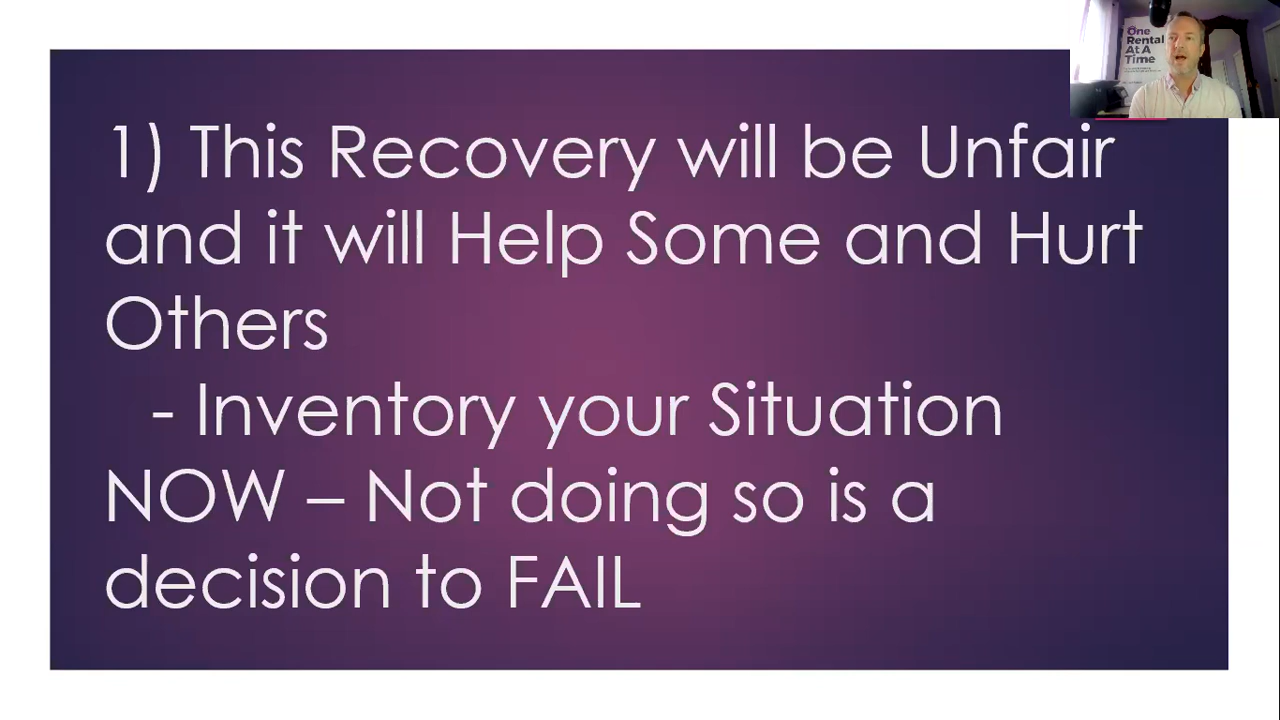 One
Rental
At A
Time
1) This Recovery will be Unfair
and it will Help Some and Hurt
Others
- Inventory your Situation
NOW – Not doing so is a
decision to FAIL